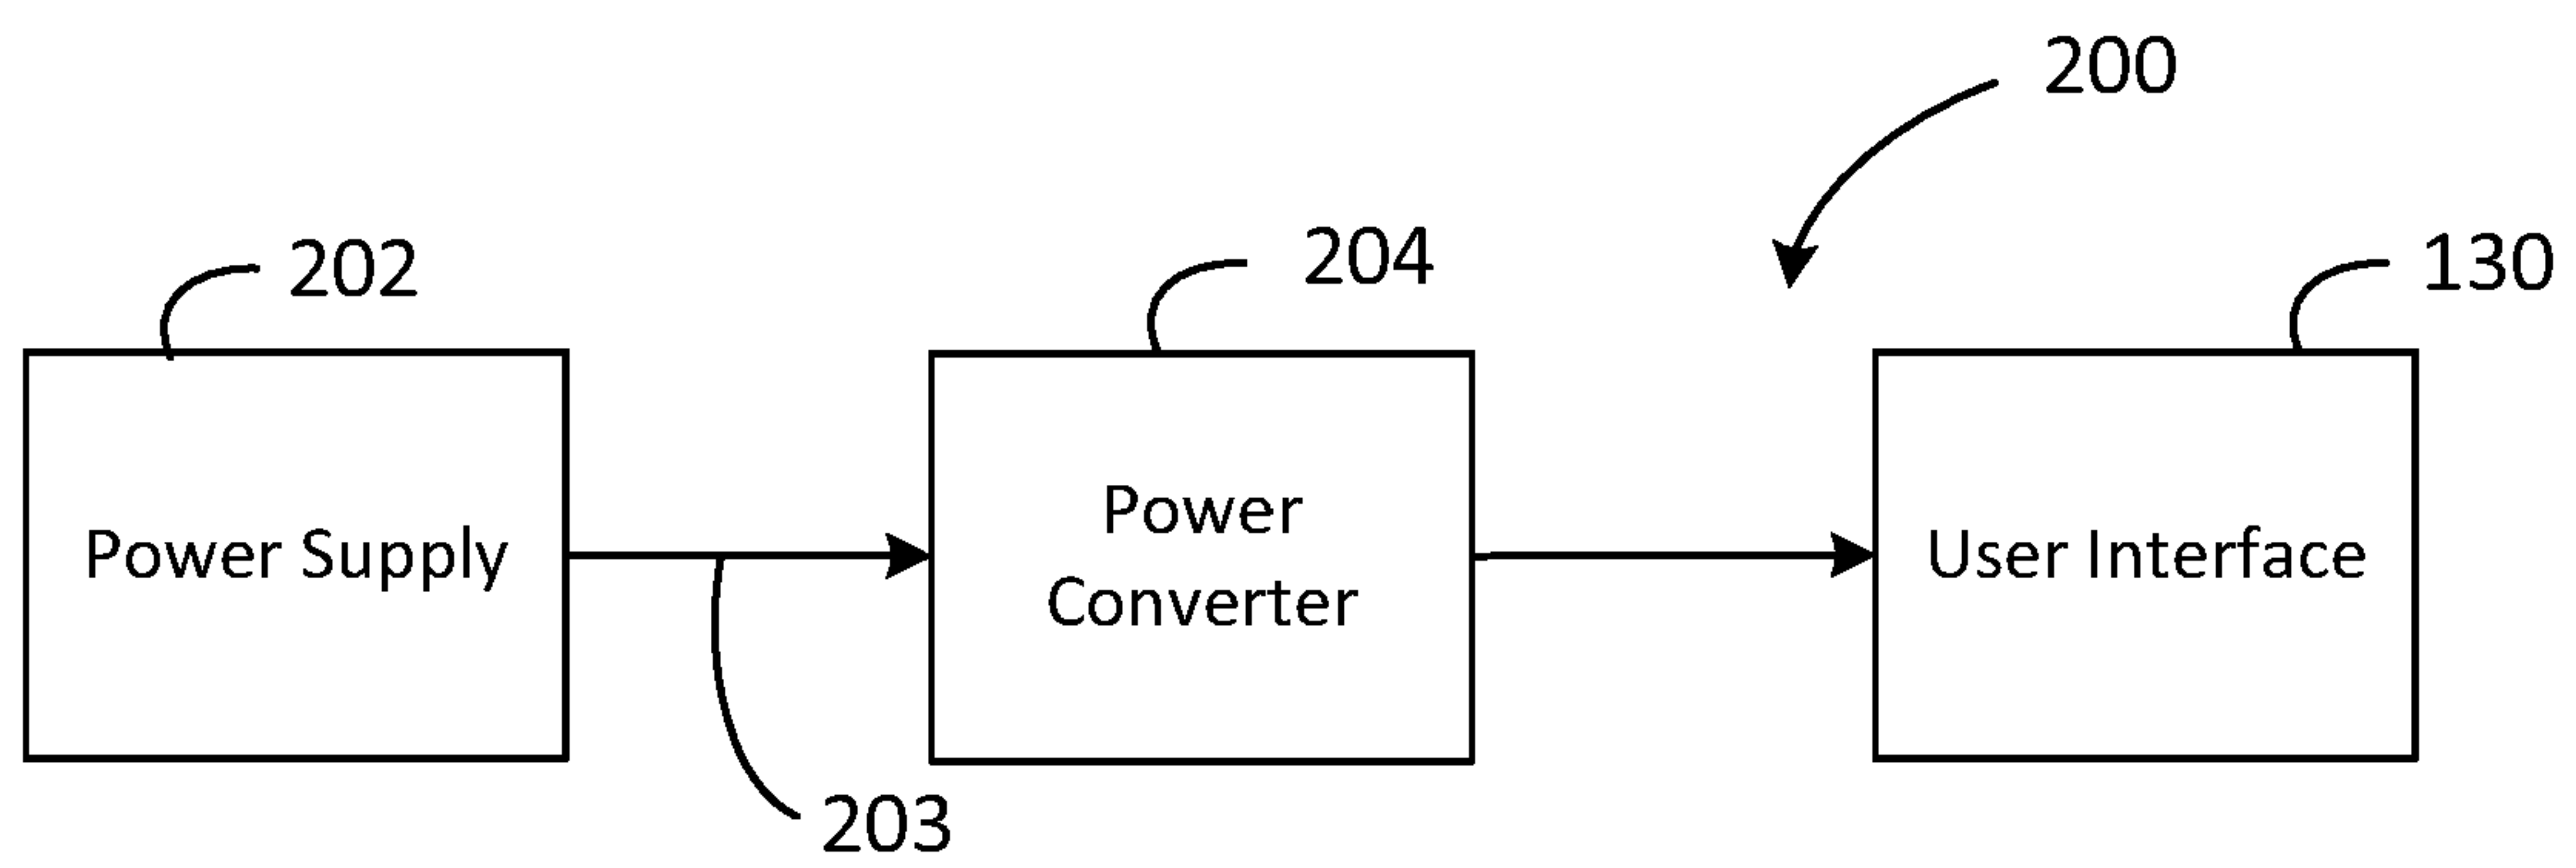 200
202
204
130
Power Supply
Power
Converter
User Interface
203